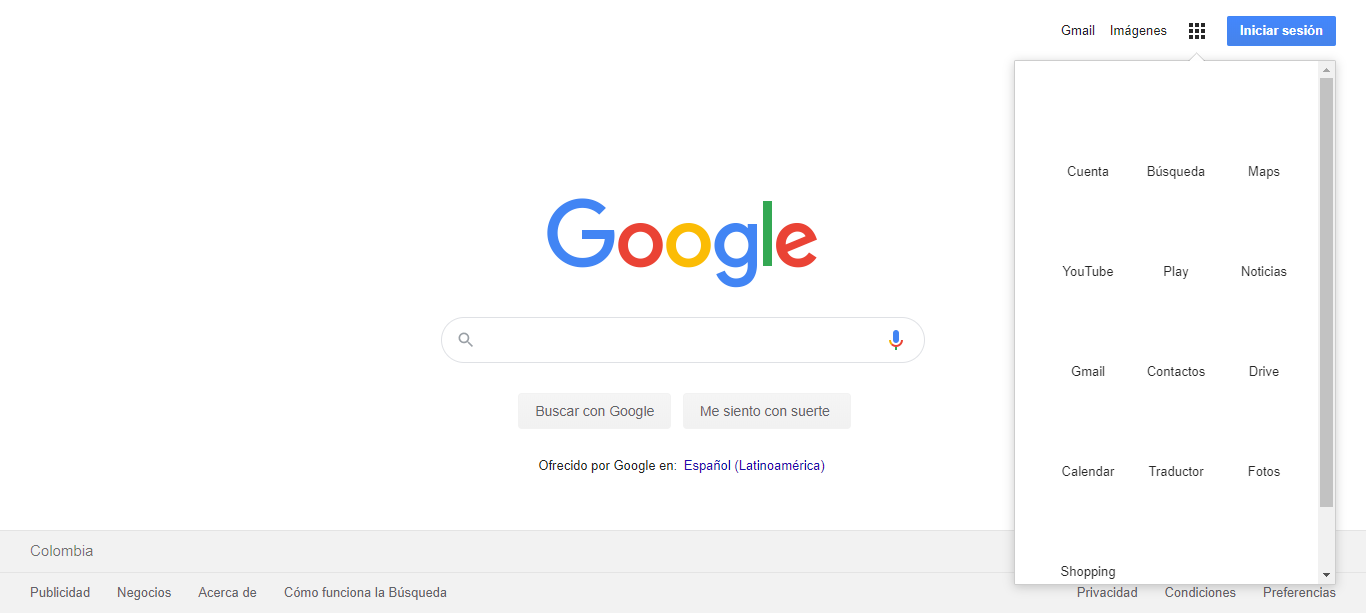 Gmail Imágenes Iniciar sesión
Cuenta Búsqueda Maps
YouTube Play Noticias
Google
Gmail Contactos Drive
Buscar con Google Me siento con suerte
Ofrecido por Google en: Español (Latinoamérica)
Calendar Traductor Fotos
Shopping
Colombia
Publicidad Negocios Acerca de Cómo funciona la Búsqueda Privacidad Condiciones Preferencias